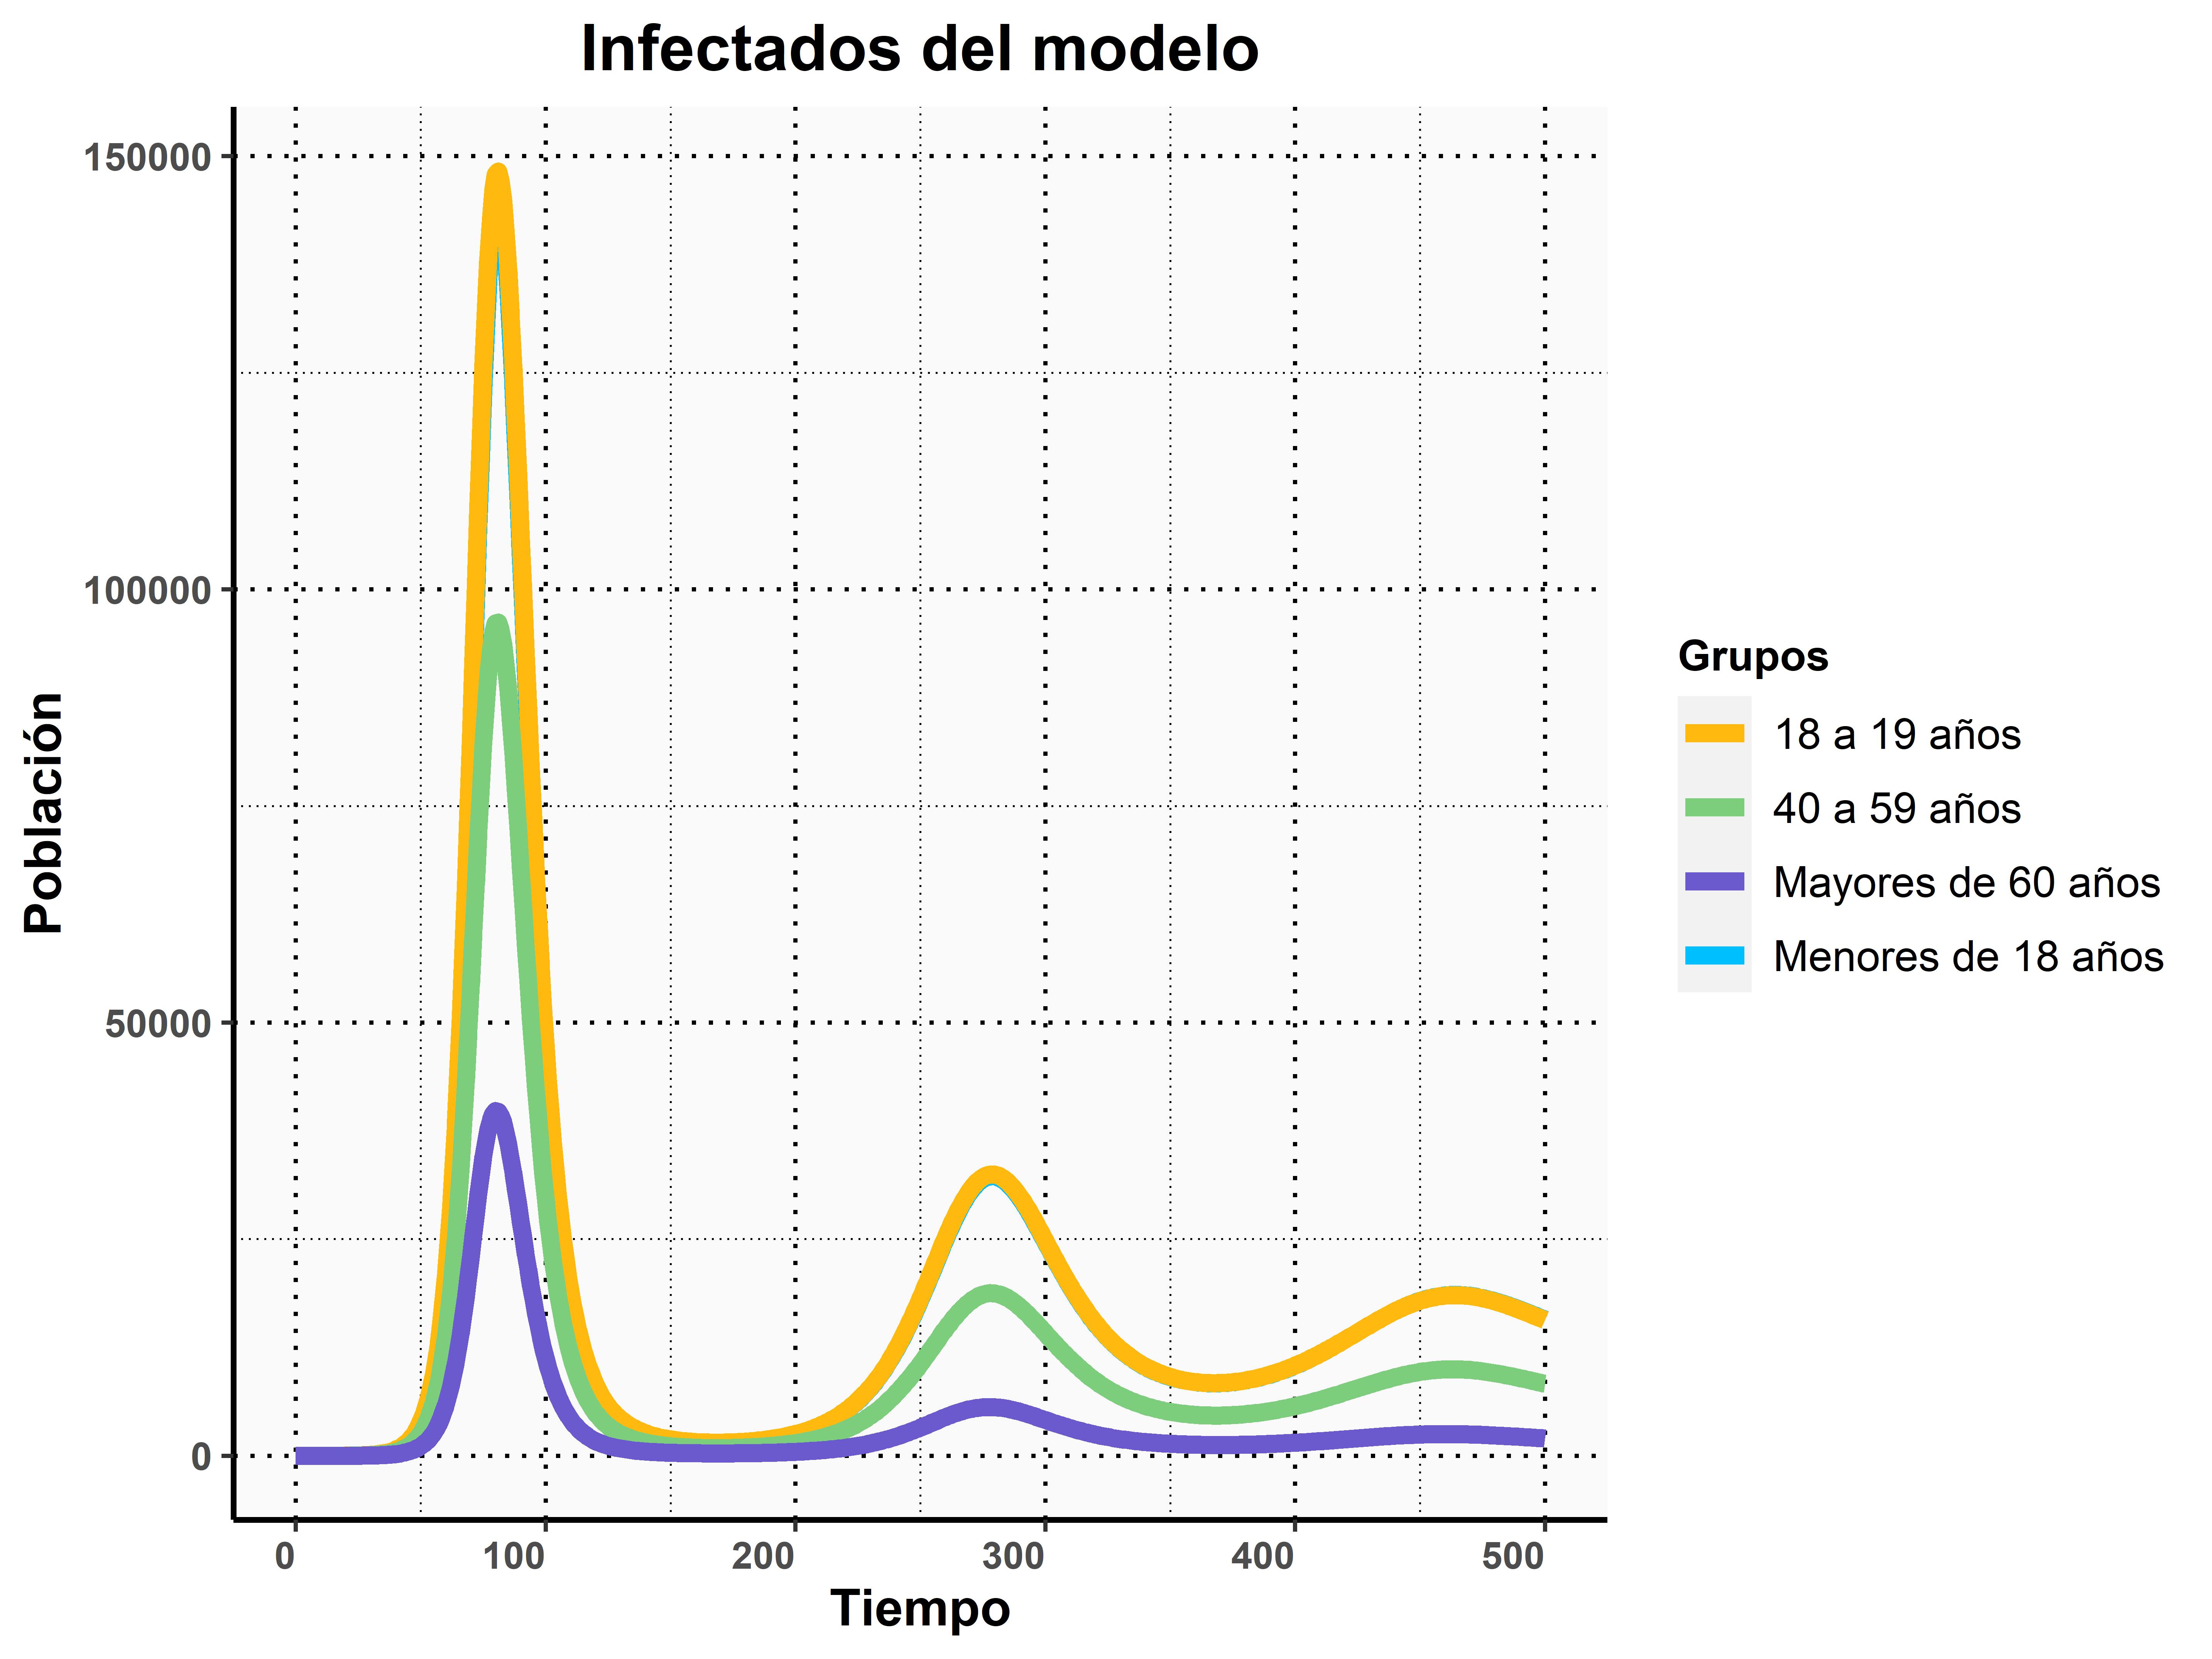 Infectados del modelo
Población
150000
100000
50000
0
0 100 200 300 400 500
Tiempo
Grupos
18 a 19 años
40 a 59 años
Mayores de 60 años
Menores de 18 años